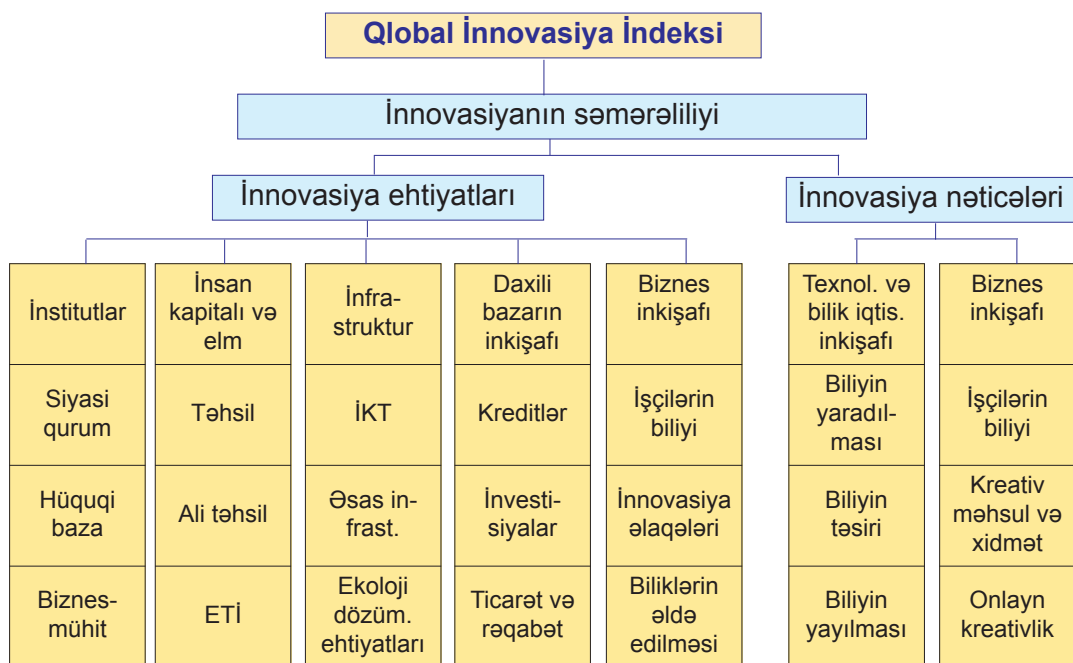 Qlobal İnnovasiya İndeksi
İnnovasiyanın səmərəliliyi
İnnovasiya ehtiyatları
İnnovasiya nəticələri
İnstitutlar
Siyasi
qurum
Hüquqi
baza
Biznes-
mühit
İnsan
kapitalı və
elm
Təhsil
Ali təhsil
ETİ
İnfra-
struktur
İKT
Əsas in-
frast.
Ekoloji
dözüm.
ehtiyatları
Daxili
bazarın
inkişafı
Kreditlər
İnvesti-
siyalar
Ticarət və
rəqabət
Biznes
inkişafı
İşçilərin
biliyi
İnnovasiya
əlaqələri
Biliklərin
əldə
edilməsi
Texnol. və
bilik iqtis.
inkişafı
Biliyin
yaradıl-
ması
Biliyin
təsiri
Biliyin
yayılması
Biznes
inkişafı
İşçilərin
biliyi
Kreativ
məhsul və
xidmət
Onlayn
kreativlik